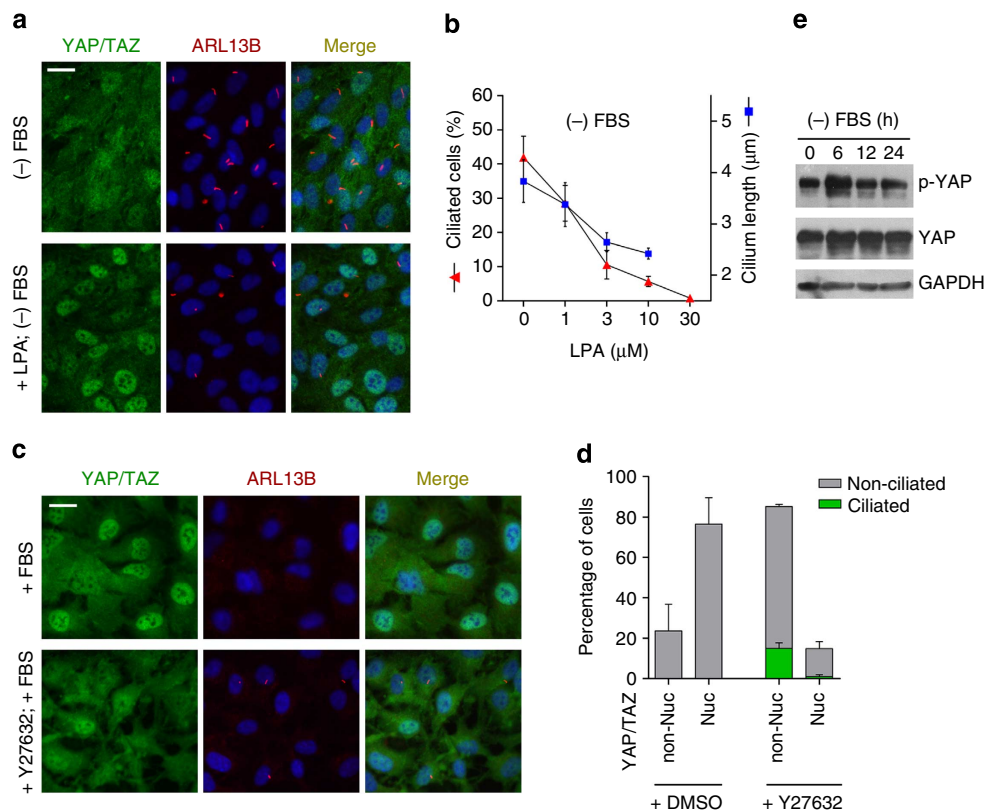 a
YAP/TAZ ARL13B Merge
(–) FBS
+ LPA; (–) FBS
b
(–) FBS
60
50
40
30
20
10
0
Ciliated cells (%)
5
4
3
2
Cilium length (μm)
0 1 3 10 30
LPA (μM)
e
(–) FBS (h)
0 6 12 24
p-YAP
YAP
GAPDH
c
YAP/TAZ ARL13B Merge
+ FBS
+ Y27632; + FBS
d
Non-ciliated
Ciliated
100
80
60
40
20
0
Percentage of cells
YAP/TAZ
non-Nuc Nuc non-Nuc Nuc
+ DMSO + Y27632